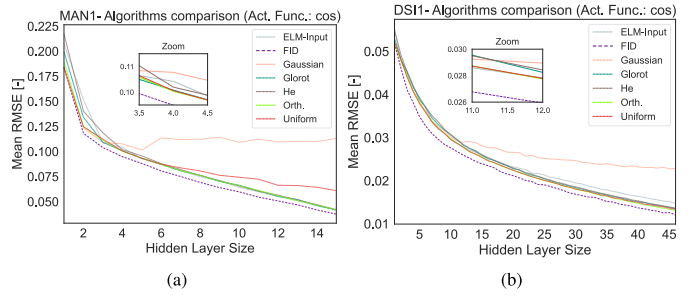 MAN1- Algorithms comparison (Act. Func.: cos)
Mean RMSE [-]
0.225
0.200
0.175
0.150
0.125
0.100
0.075
0.050
Zoom
0.11
0.10
3.5 4.0 4.5
ELM-Input
FID
Gaussian
Glorot
He
Orth.
Uniform
2 4 6 8 10 12 14
Hidden Layer Size
(a)
DSI1- Algorithms comparison (Act. Func.: cos)
Mean RMSE [-]
0.05
0.04
0.03
0.02
0.01
Zoom
0.030
0.028
0.026
11.0 11.5 12.0
ELM-Input
FID
Gaussian
Glorot
He
Orth.
Uniform
5 10 15 20 25 30 35 40 45
Hidden Layer Size
(b)